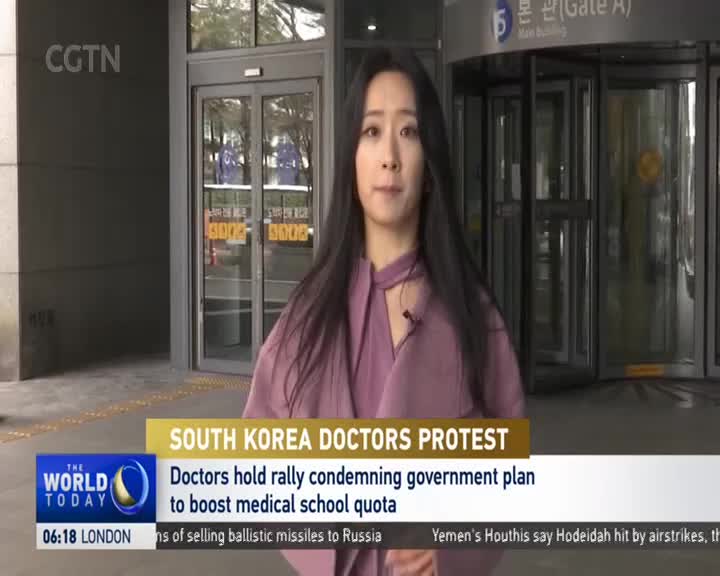 CGTN
5
본 관(Gate A)
Main Building
SOUTH KOREA DOCTORS PROTEST
Doctors hold rally condemning government plan
to boost medical school quota
THE
WORLD
TODAY
06:18 LONDON
ns of selling ballistic missiles to Russia
Yemen's Houthis say Hodeidah hit by airstrikes, th